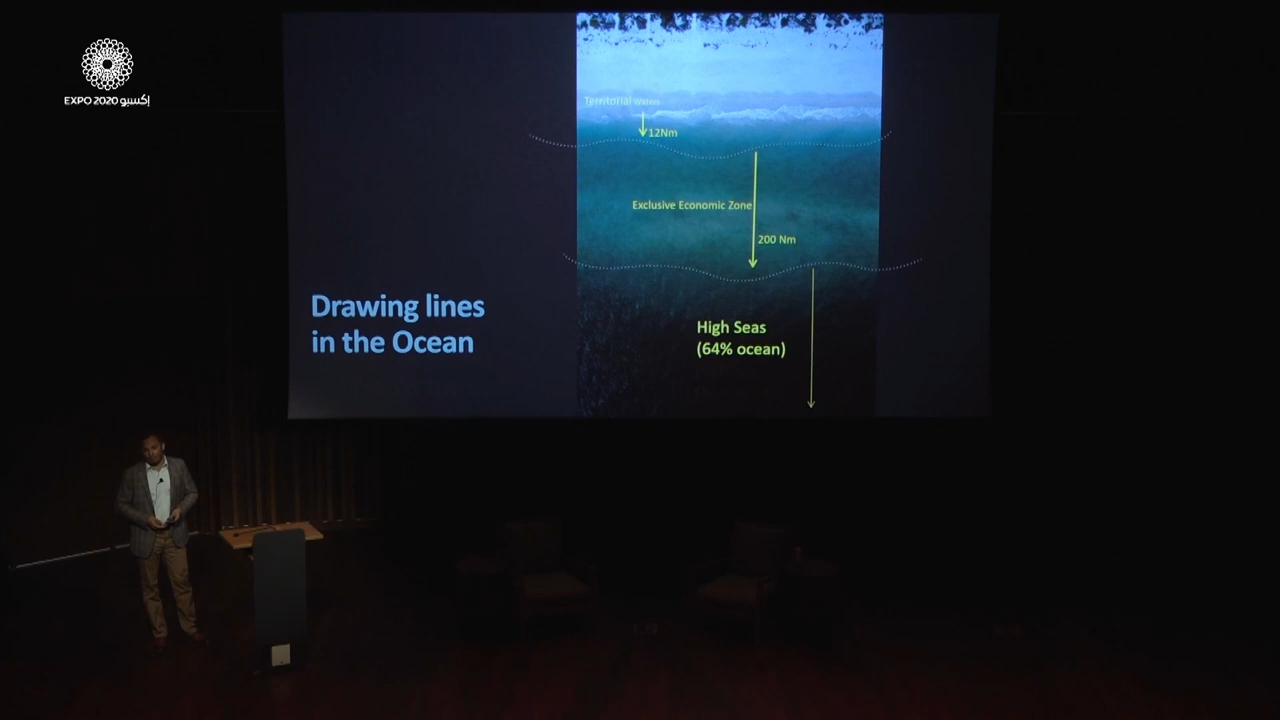 EXPO 2020 إكسبو
Territorial Waters
12Nm
Exclusive Economic Zone
200 Nm
Drawing lines
in the Ocean
High Seas
(64% ocean)